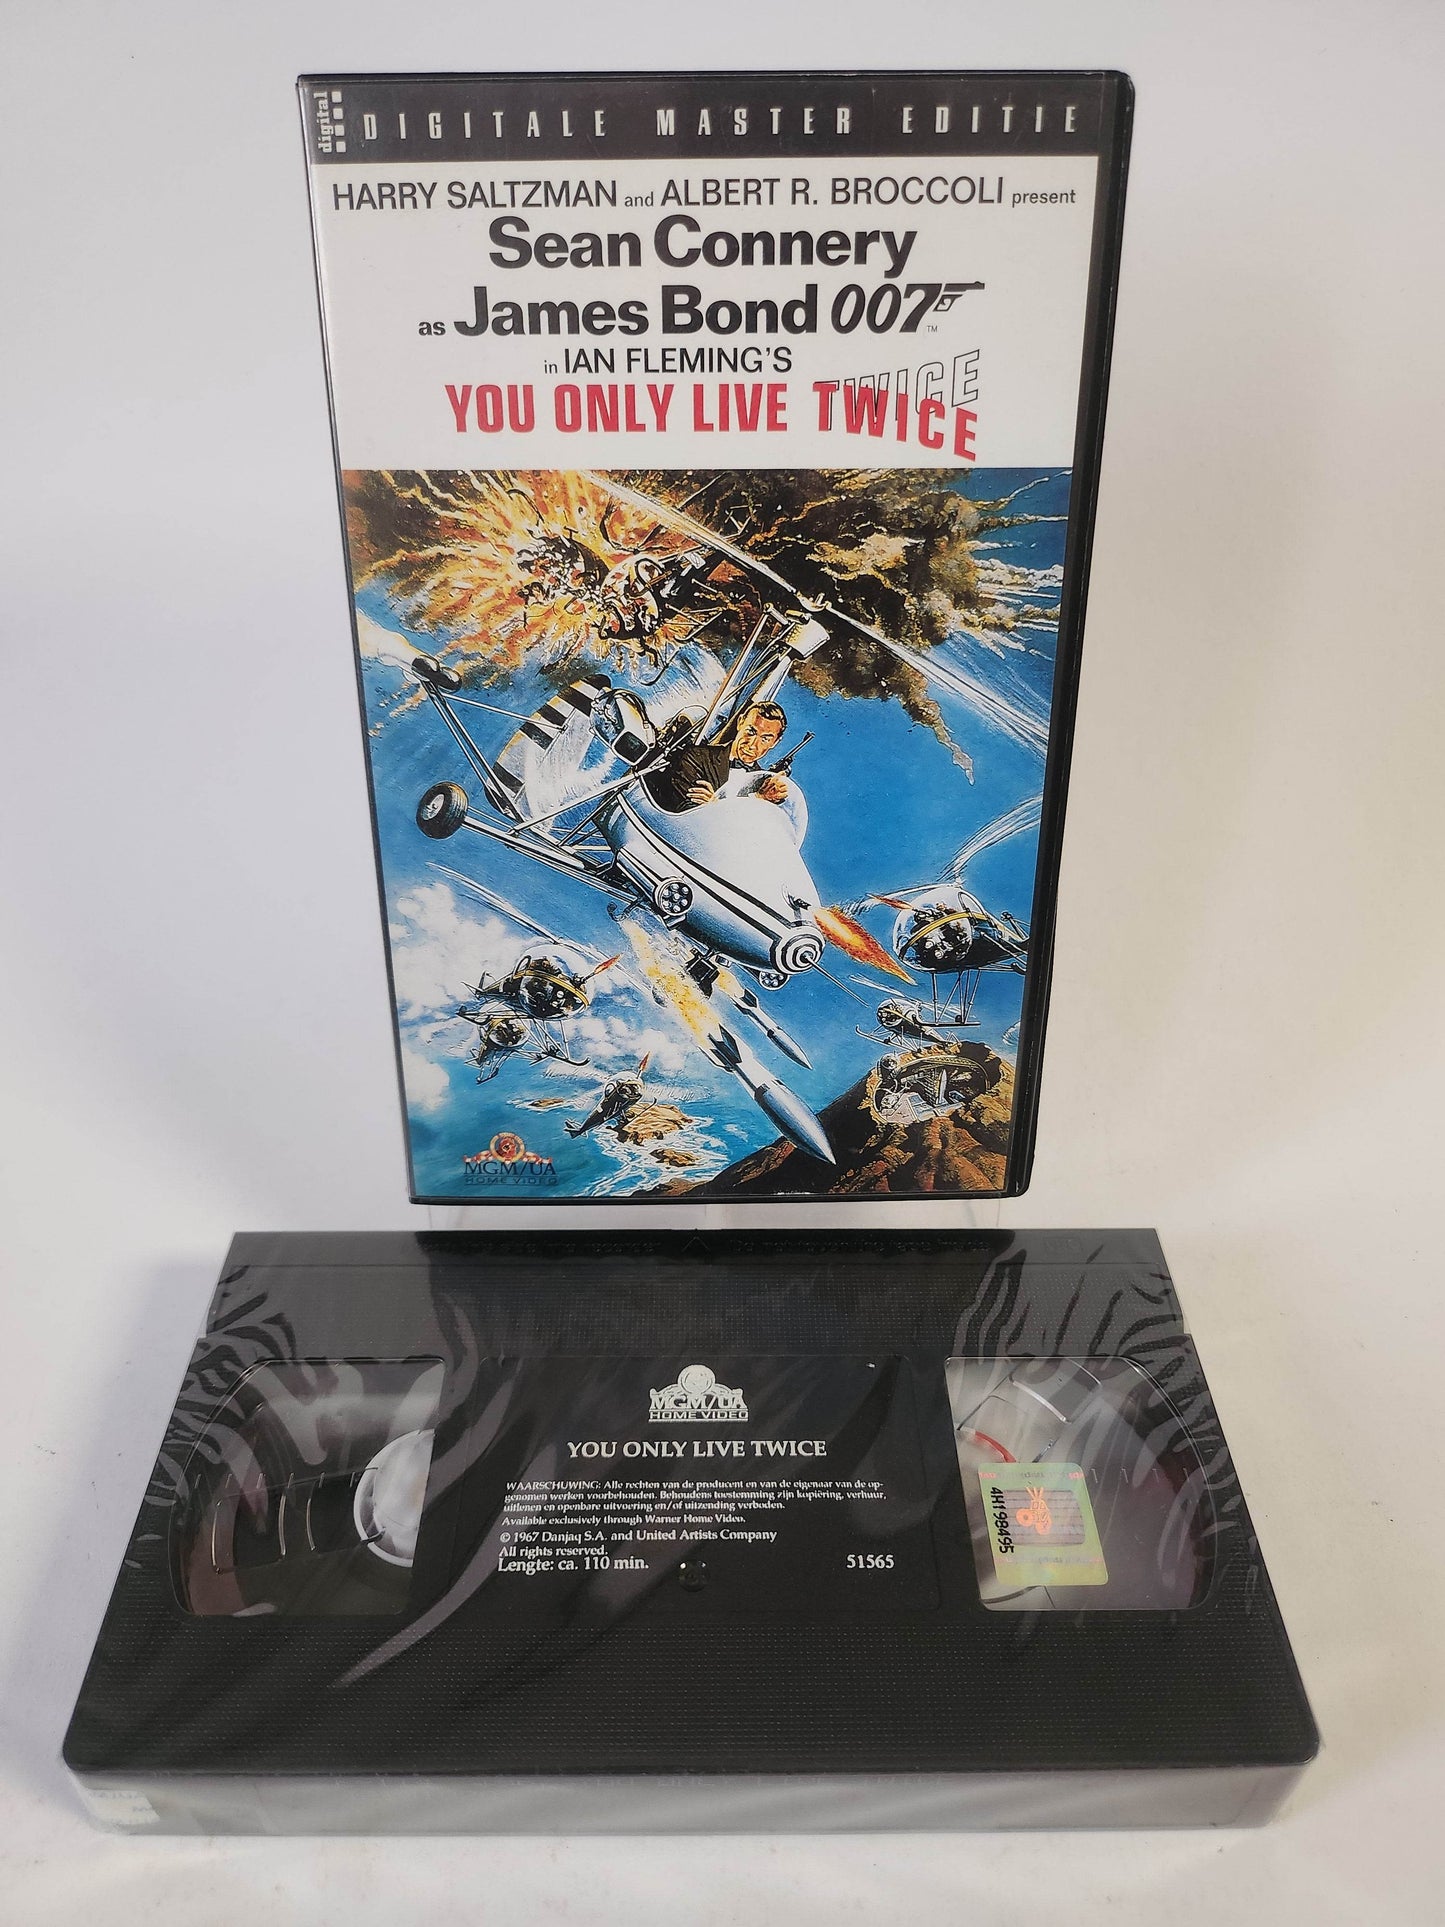 digital
DIGITALE MASTER EDITIE
HARRY SALTZMAN and ALBERT R. BROCCOLI present
Sean Connery
as James Bond 007 TM
in IAN FLEMING'S
YOU ONLY LIVE TWICE
TWICE
MGM/UA
HOME VIDEO
MGM/UA
HOME VIDEO
YOU ONLY LIVE TWICE
WAARSCHUWING: Alle rechten van de producent en van de eigenaar van de op-
genomen werken voorbehouden. Behoudens toestemming zijn kopiëring, verhuur,
uitlenen en openbare uitvoering en/of uitzending verboden.
Available exclusively through Warner Home Video.
© 1967 Danjaq S.A. and United Artists Company
All rights reserved.
Lengte: ca. 110 min.
51565
4H198495